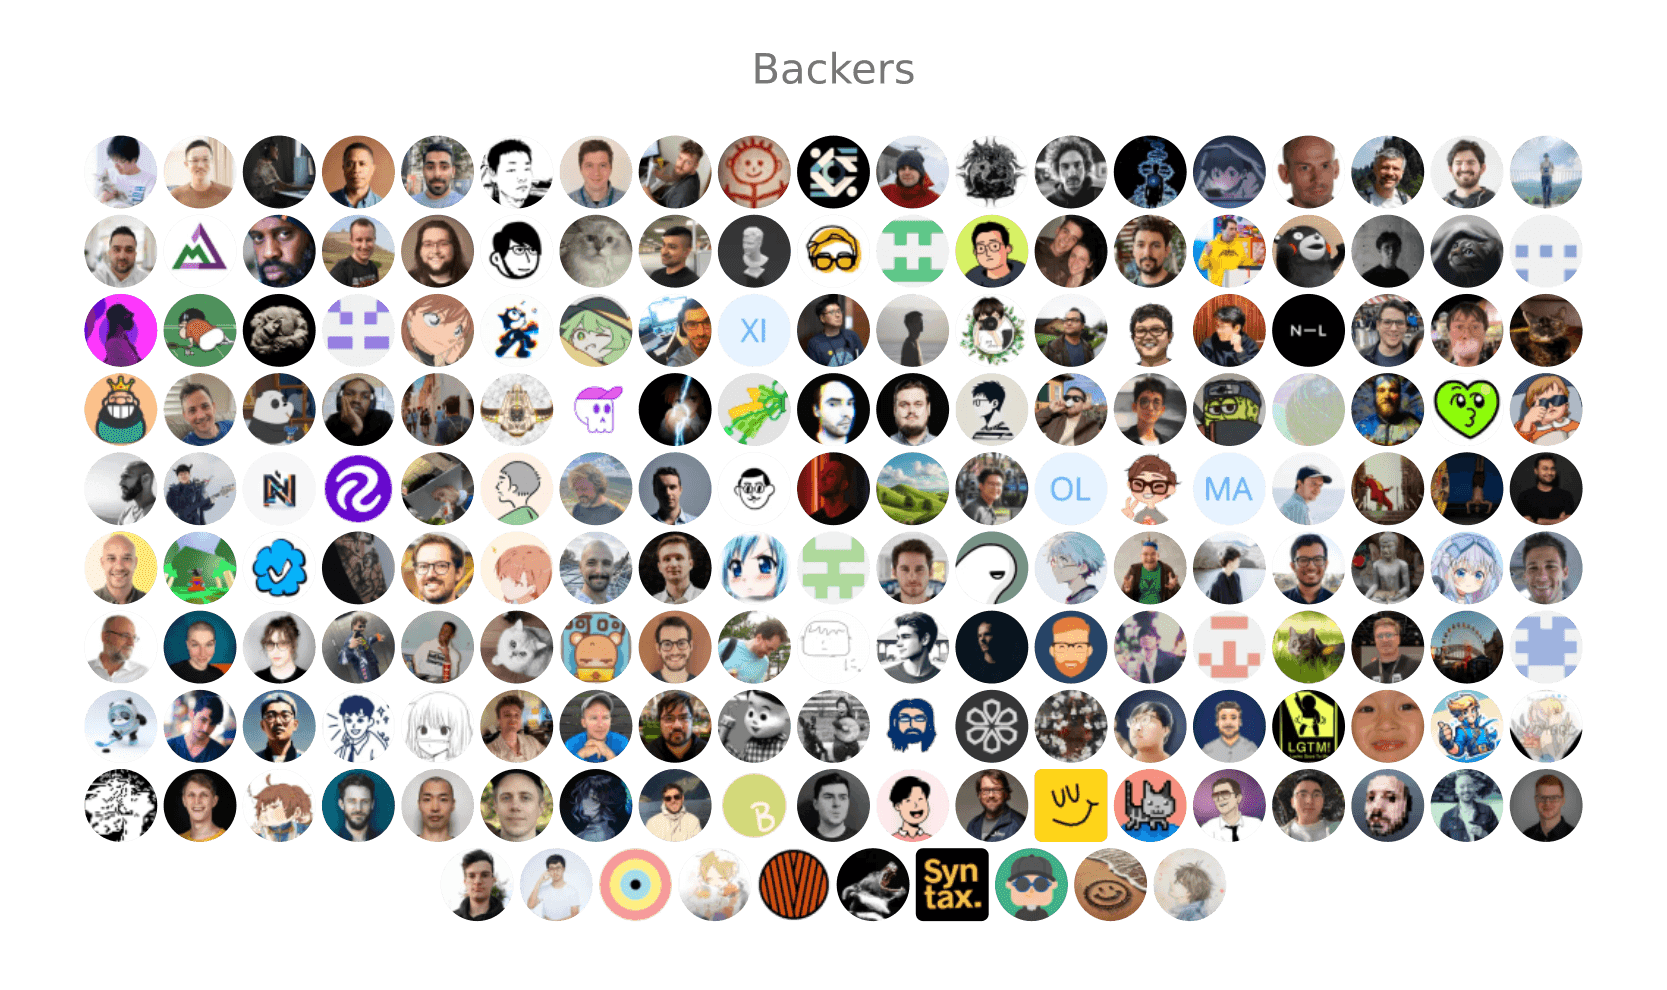 Backers
XI
N—L
OL
MA
LGTM!
B
Syn
tax.